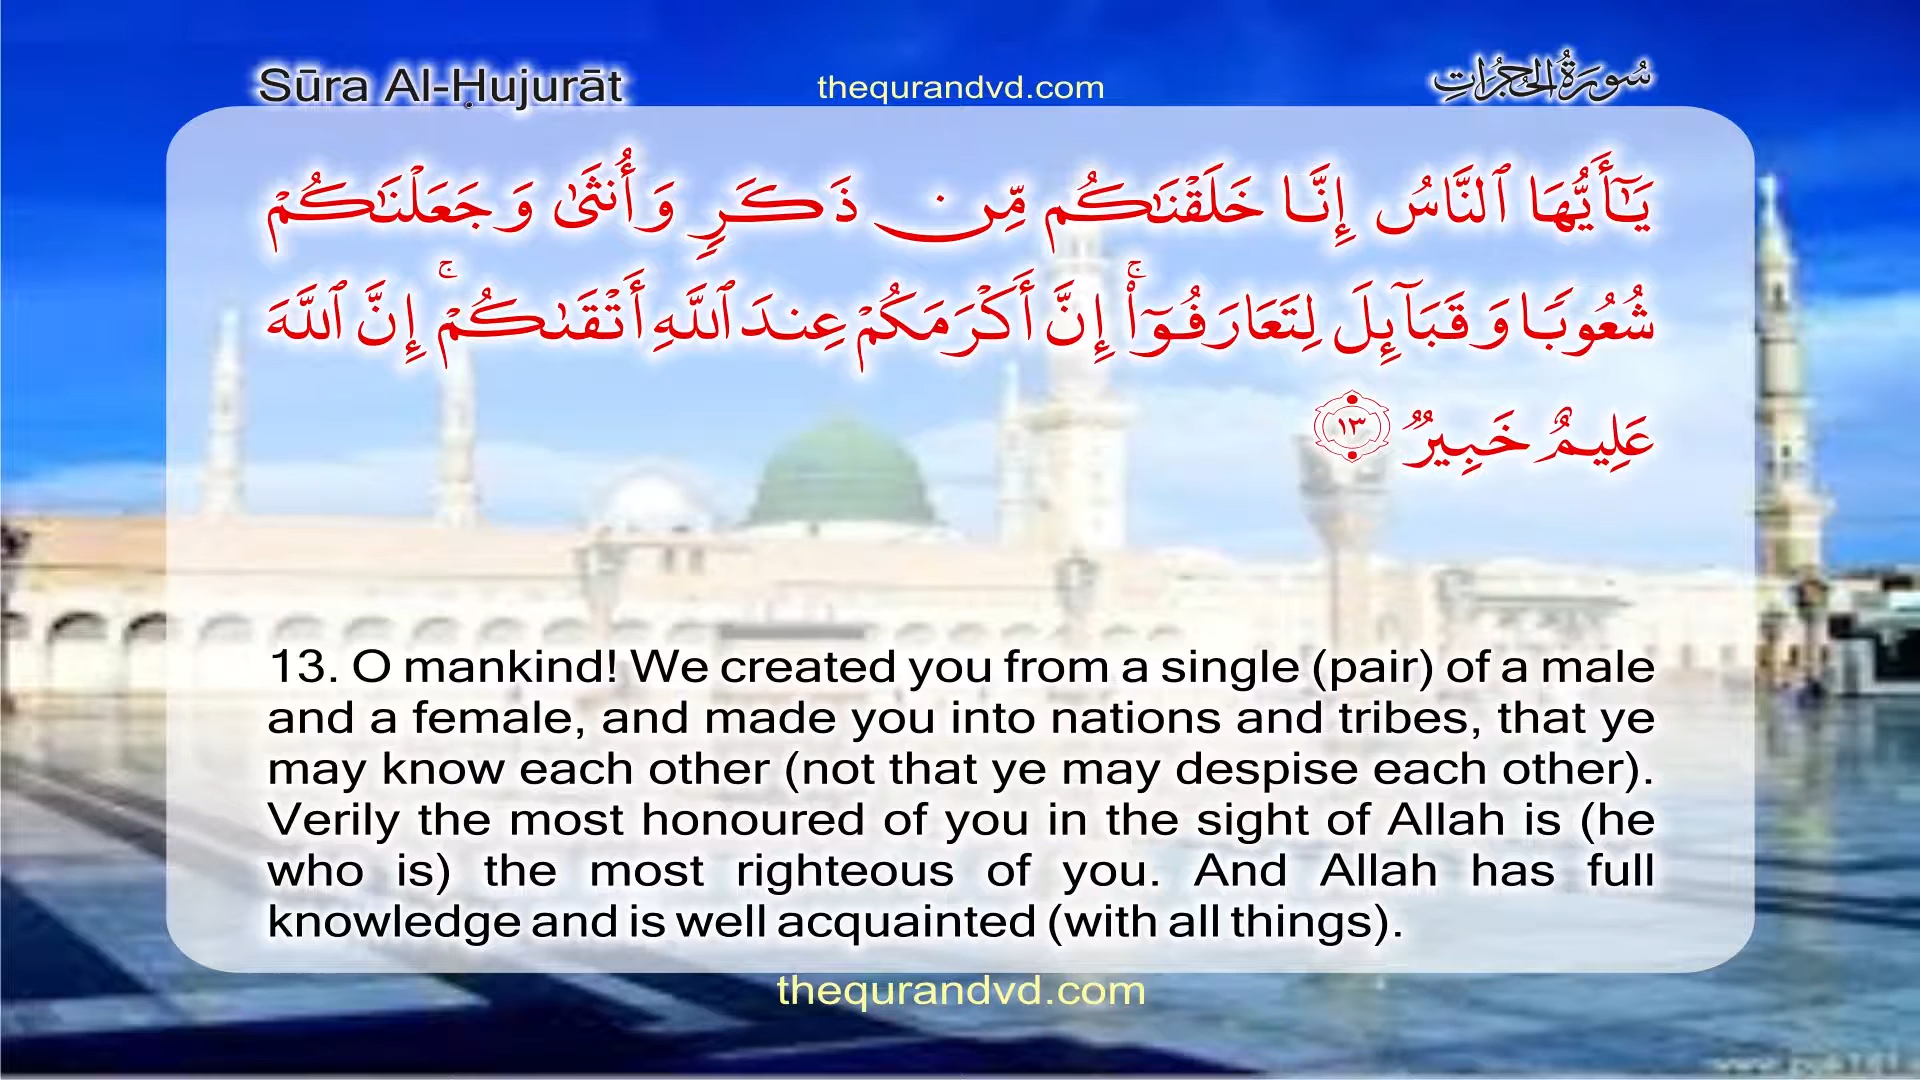 Sūra Al-Ḥujurāt
thequrandvd.com
سُورَةُ الحُجُرَاتِ
يَـٰٓأَيُّهَا ٱلنَّاسُ إِنَّا خَلَقْنَـٰكُم مِّن ذَكَرٍ وَأُنثَىٰ وَجَعَلْنَـٰكُمْ
شُعُوبًا وَقَبَآئِلَ لِتَعَارَفُوٓا۟ ۚ إِنَّ أَكْرَمَكُمْ عِندَ ٱللَّهِ أَتْقَىٰكُمْ ۚ إِنَّ ٱللَّهَ
عَلِيمٌ خَبِيرٌ ١٣
13. O mankind! We created you from a single (pair) of a male
and a female, and made you into nations and tribes, that ye
may know each other (not that ye may despise each other).
Verily the most honoured of you in the sight of Allah is (he
who is) the most righteous of you. And Allah has full
knowledge and is well acquainted (with all things).
thequrandvd.com